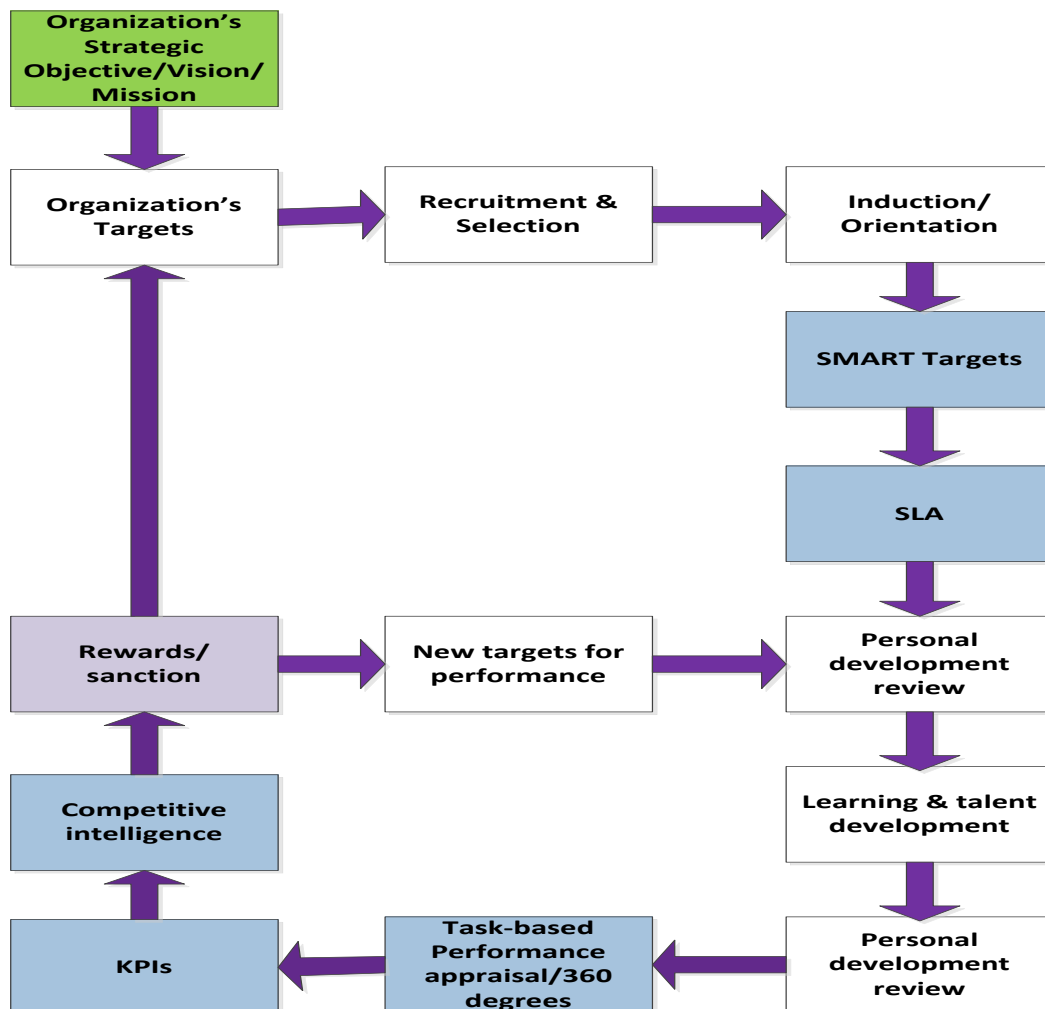 Organization's
Strategic
Objective/Vision/
Mission
Organization's
Targets
Recruitment &
Selection
Induction/
Orientation
SMART Targets
SLA
Rewards/
sanction
New targets for
performance
Personal
development
review
Competitive
intelligence
Learning & talent
development
KPIs
Task-based
Performance
appraisal/360
degrees
Personal
development
review